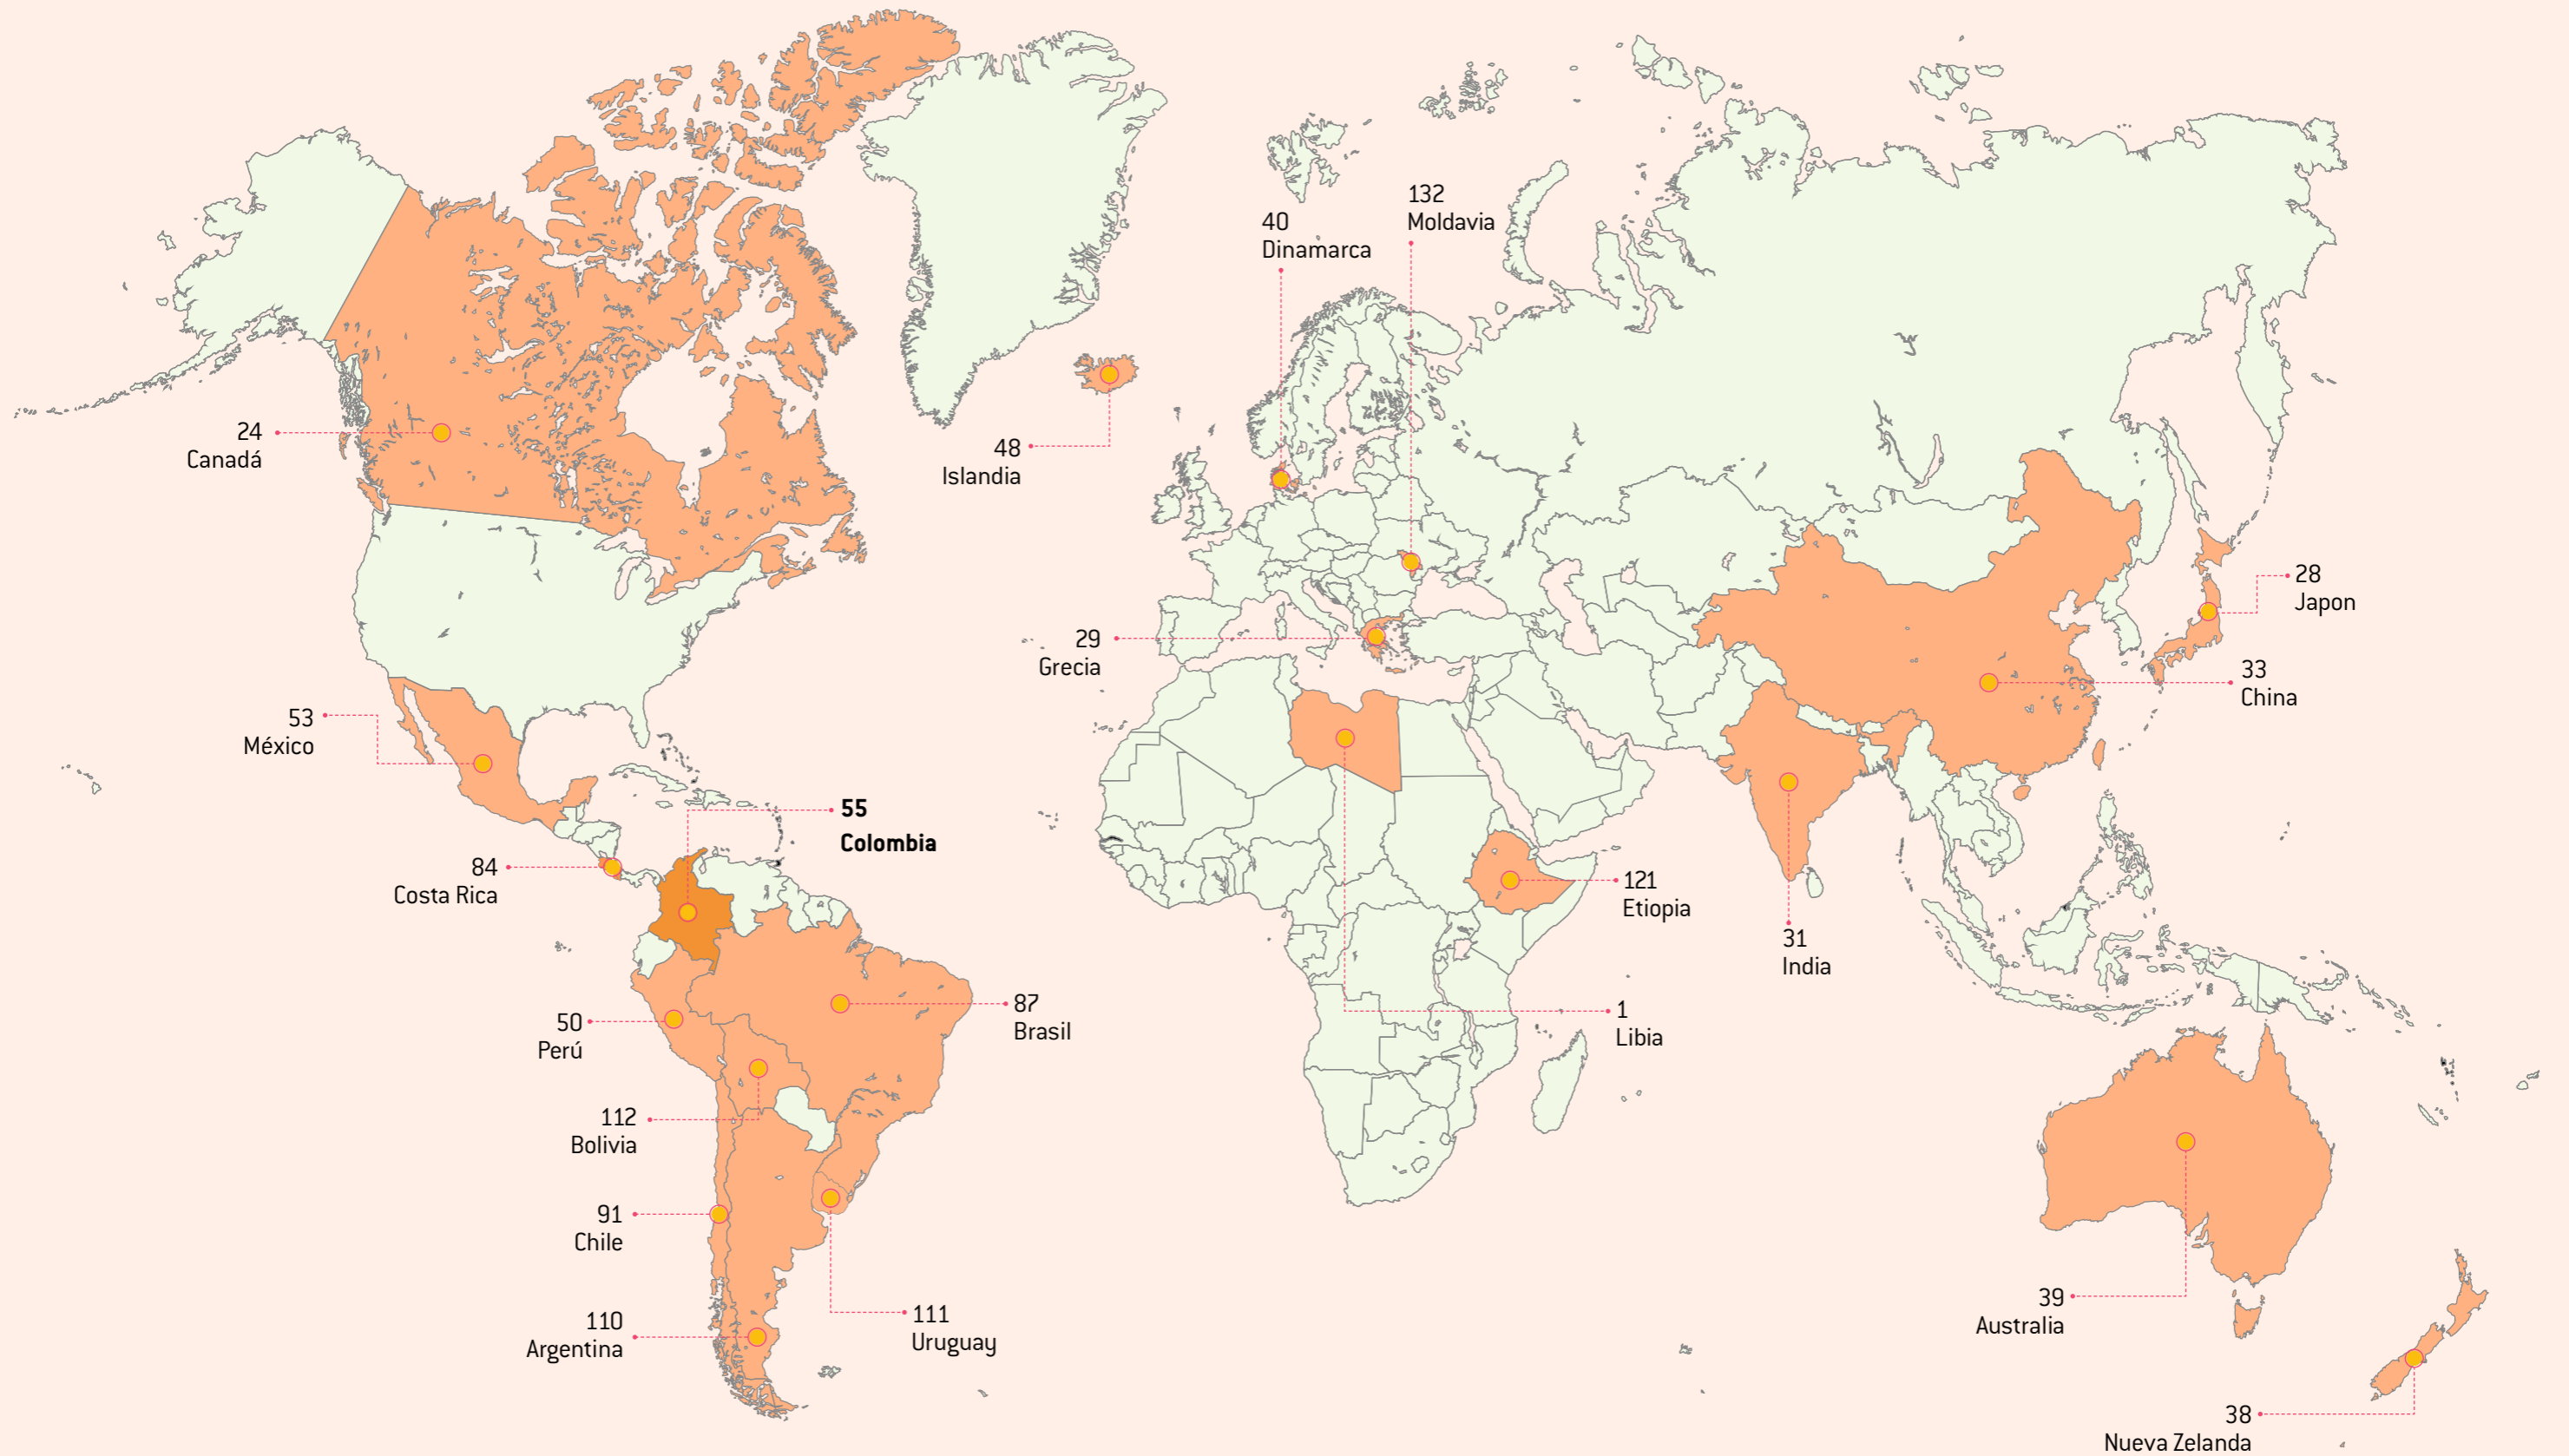 132
Moldavia
40
Dinamarca
24
Canadá
48
Islandia
28
Japon
29
Grecia
33
China
53
México
55
Colombia
84
Costa Rica
121
Etiopia
31
India
87
Brasil
1
Libia
50
Perú
112
Bolivia
91
Chile
39
Australia
110
Argentina
111
Uruguay
38
Nueva Zelanda